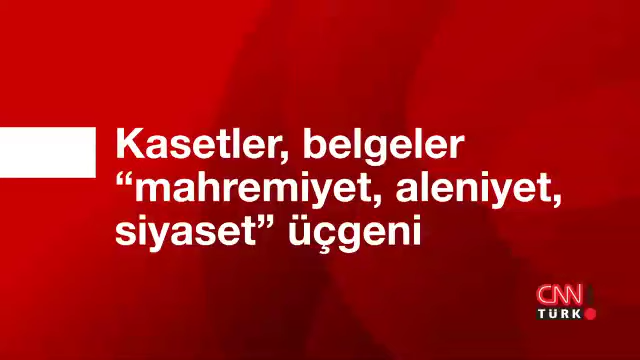 Kasetler, belgeler
“mahremiyet, aleniyet,
siyaset” üçgeni
CNN
TÜRK